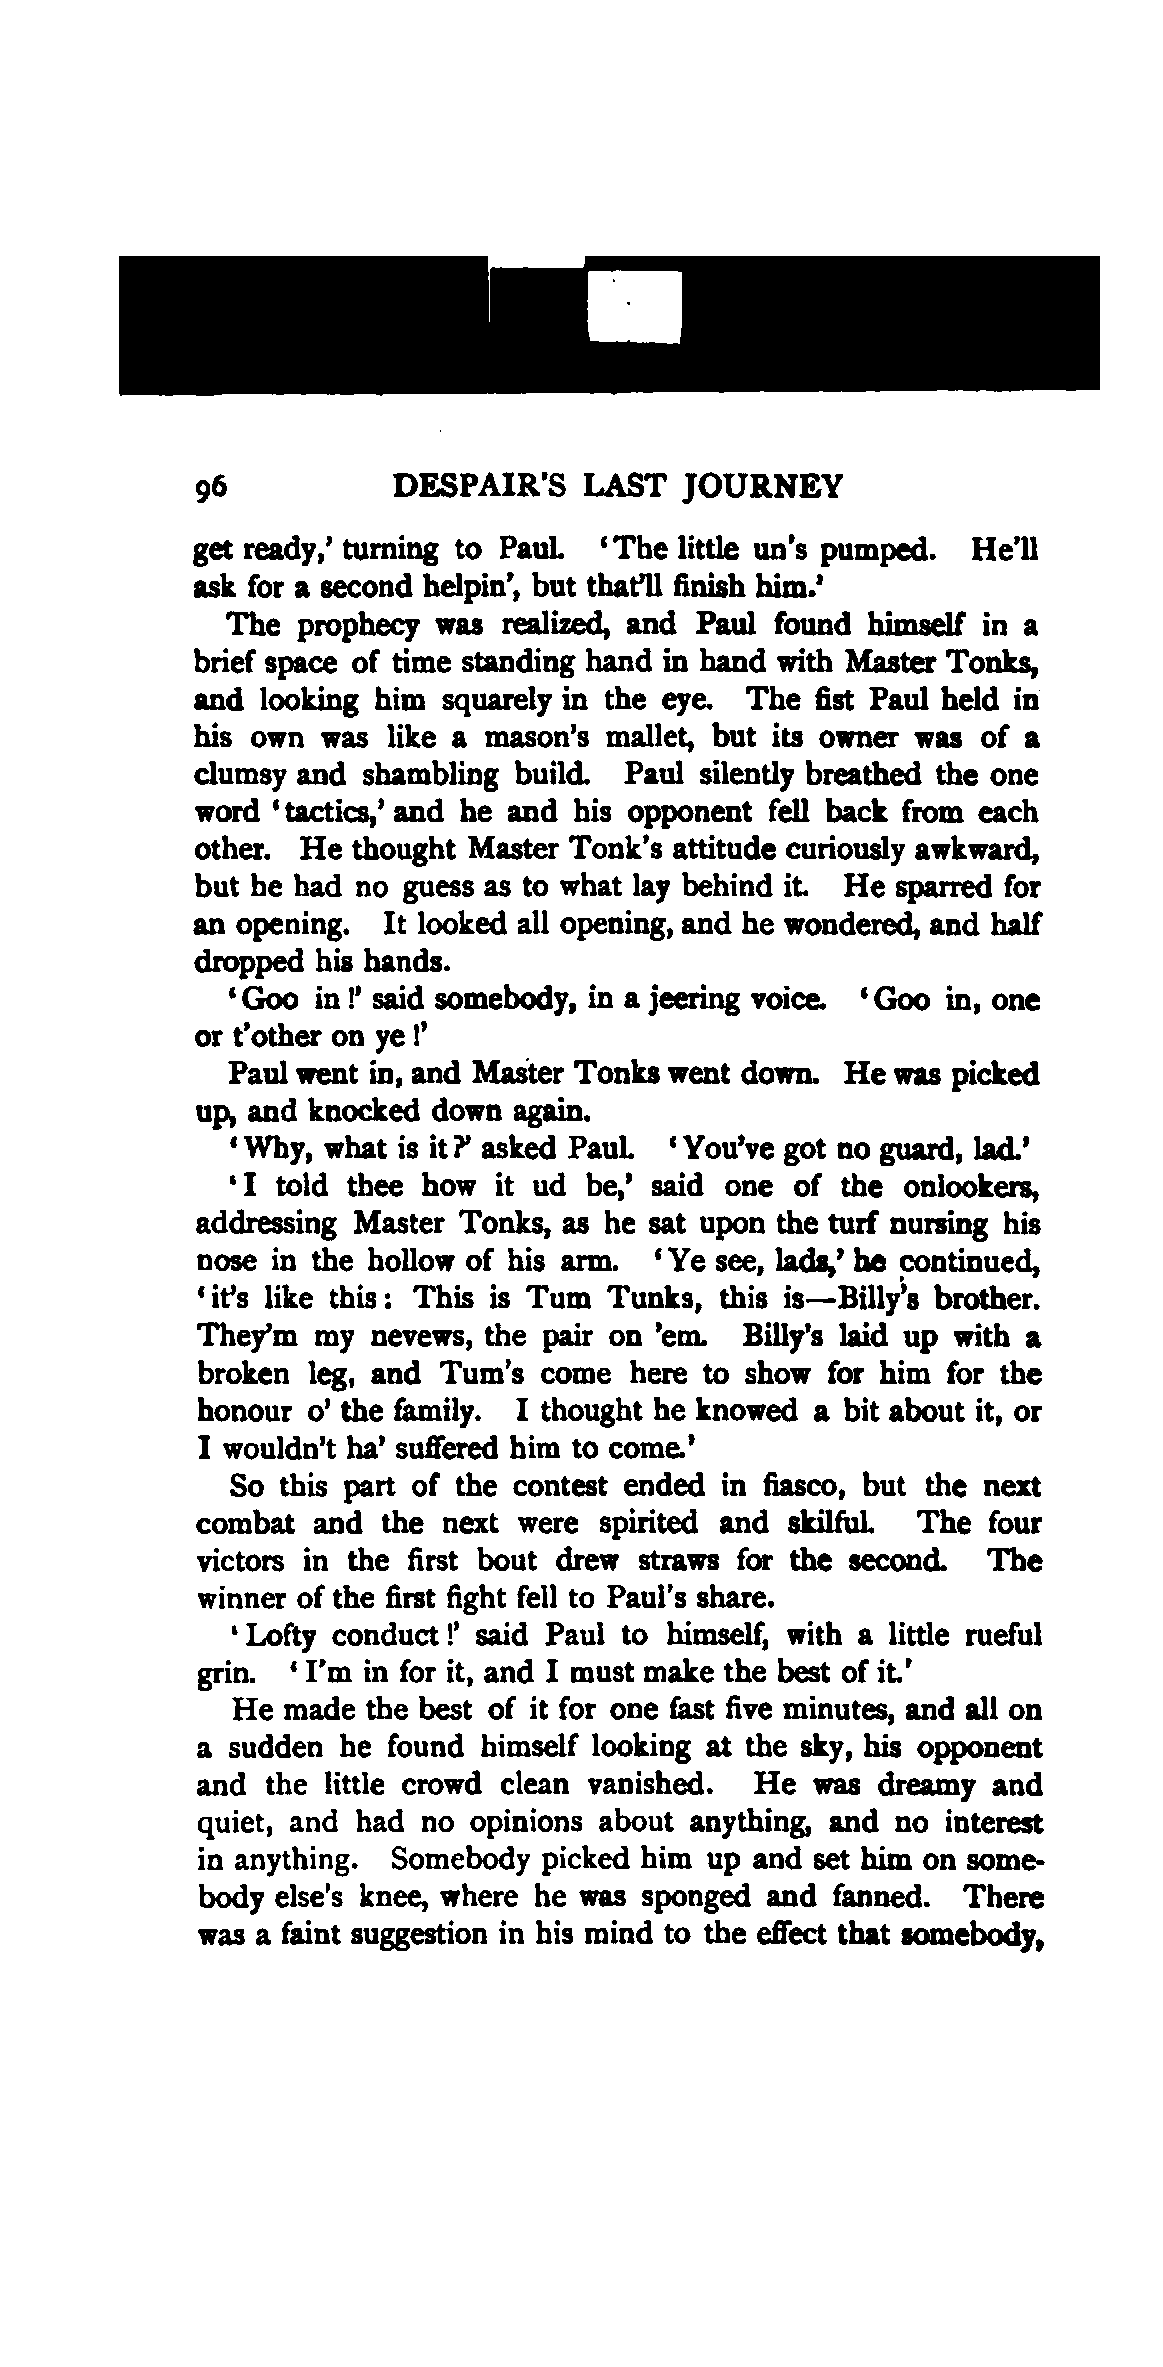 96 DESPAIR'S LAST JOURNEY
get ready,' turning to Paul. 'The little un's pumped. He'll
ask for a second helpin', but that'll finish him.'
The prophecy was realized, and Paul found himself in a
brief space of time standing hand in hand with Master Tonks,
and looking him squarely in the eye. The fist Paul held in
his own was like a mason's mallet, but its owner was of a
clumsy and shambling build. Paul silently breathed the one
word 'tactics,' and he and his opponent fell back from each
other. He thought Master Tonk's attitude curiously awkward,
but he had no guess as to what lay behind it. He sparred for
an opening. It looked all opening, and he wondered, and half
dropped his hands.
'Goo in!' said somebody, in a jeering voice. 'Goo in, one
or t'other on ye!'
Paul went in, and Master Tonks went down. He was picked
up, and knocked down again.
'Why, what is it?' asked Paul. 'You've got no guard, lad.'
'I told thee how it ud be,' said one of the onlookers,
addressing Master Tonks, as he sat upon the turf nursing his
nose in the hollow of his arm. 'Ye see, lads,' he continued,
'it's like this: This is Tum Tunks, this is—Billy's brother.
They'm my nevews, the pair on 'em. Billy's laid up with a
broken leg, and Tum's come here to show for him for the
honour o' the family. I thought he knowed a bit about it, or
I wouldn't ha' suffered him to come.'
So this part of the contest ended in fiasco, but the next
combat and the next were spirited and skilful. The four
victors in the first bout drew straws for the second. The
winner of the first fight fell to Paul's share.
'Lofty conduct!' said Paul to himself, with a little rueful
grin. 'I'm in for it, and I must make the best of it.'
He made the best of it for one fast five minutes, and all on
a sudden he found himself looking at the sky, his opponent
and the little crowd clean vanished. He was dreamy and
quiet, and had no opinions about anything, and no interest
in anything. Somebody picked him up and set him on some-
body else's knee, where he was sponged and fanned. There
was a faint suggestion in his mind to the effect that somebody,